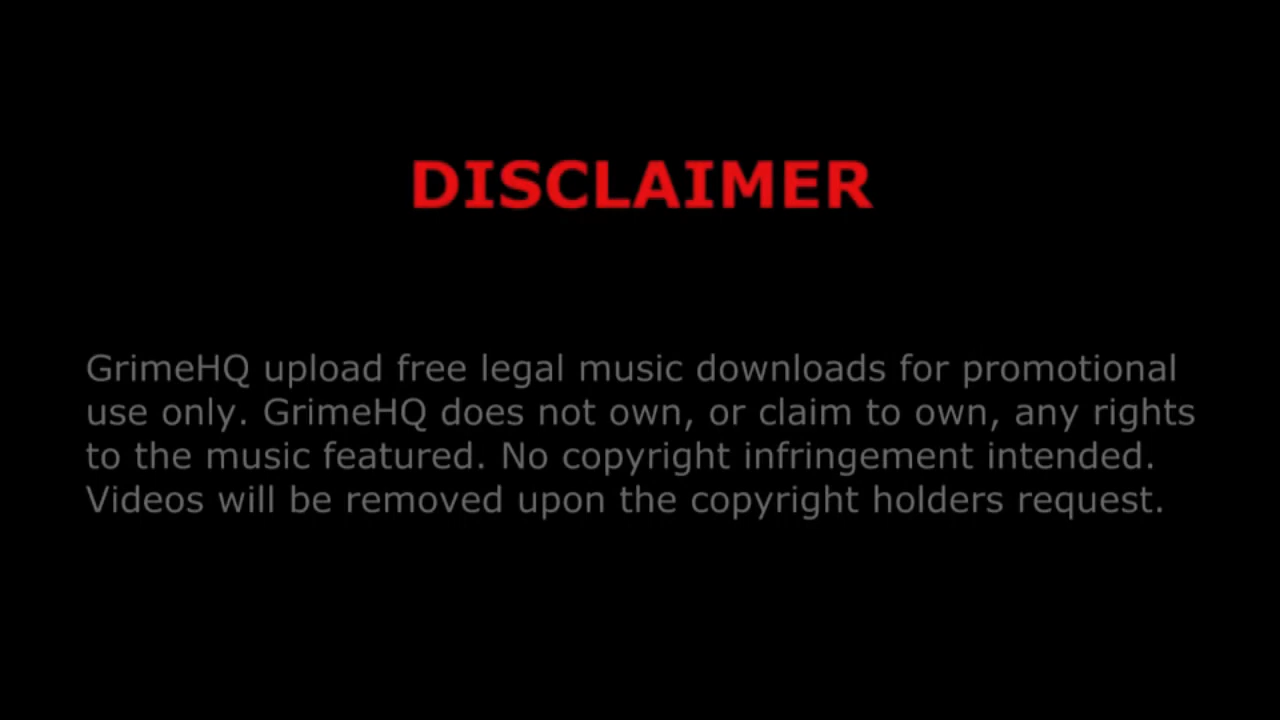 DISCLAIMER
GrimeHQ upload free legal music downloads for promotional
use only. GrimeHQ does not own, or claim to own, any rights
to the music featured. No copyright infringement intended.
Videos will be removed upon the copyright holders request.